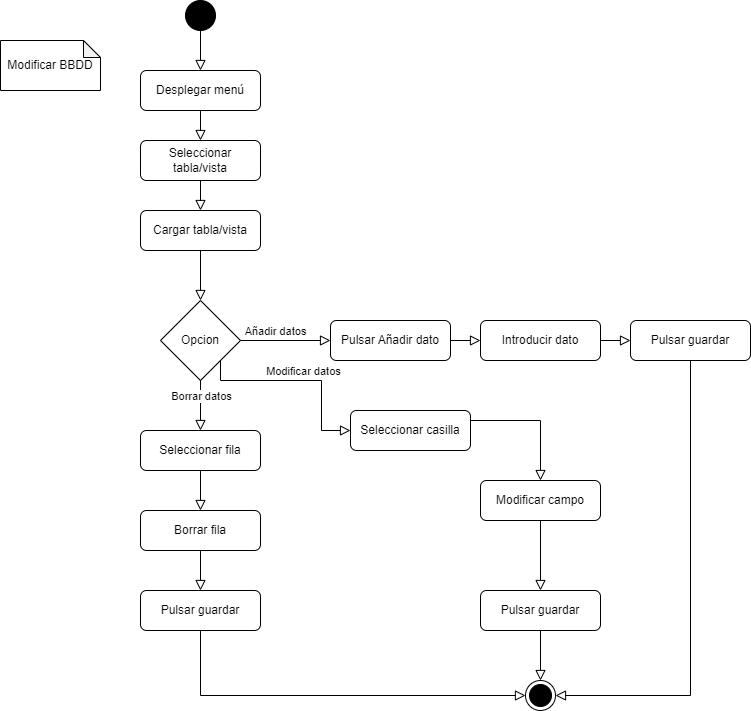 Modificar BBDD
Desplegar menú
Seleccionar
tabla/vista
Cargar tabla/vista
Opcion
Añadir datos
Pulsar Añadir dato
Introducir dato
Pulsar guardar
Modificar datos
Borrar datos
Seleccionar casilla
Seleccionar fila
Modificar campo
Borrar fila
Pulsar guardar
Pulsar guardar